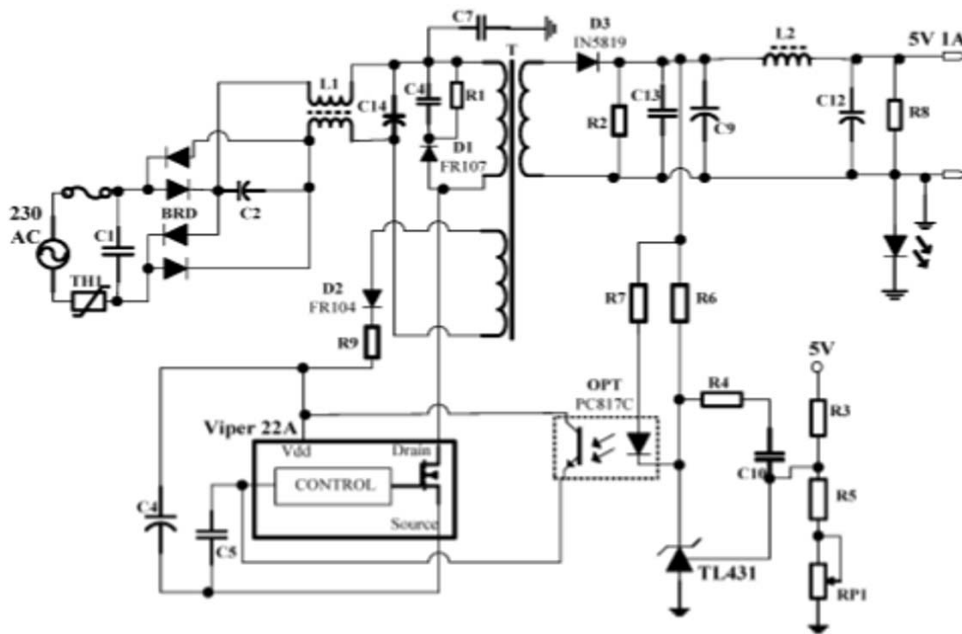 C7
T
D3
IN5819
L2
5V 1A
L1
C14
C4
R1
C13
C12
R8
R2
C9
D1
FR107
230
AC
C1
BRD
C2
TH1
D2
FR104
R7
R6
R9
5V
OPT
PC817C
R4
R3
Viper 22A
Vdd
Drain
C10
CONTROL
R5
C4
Source
C5
TL431
RP1